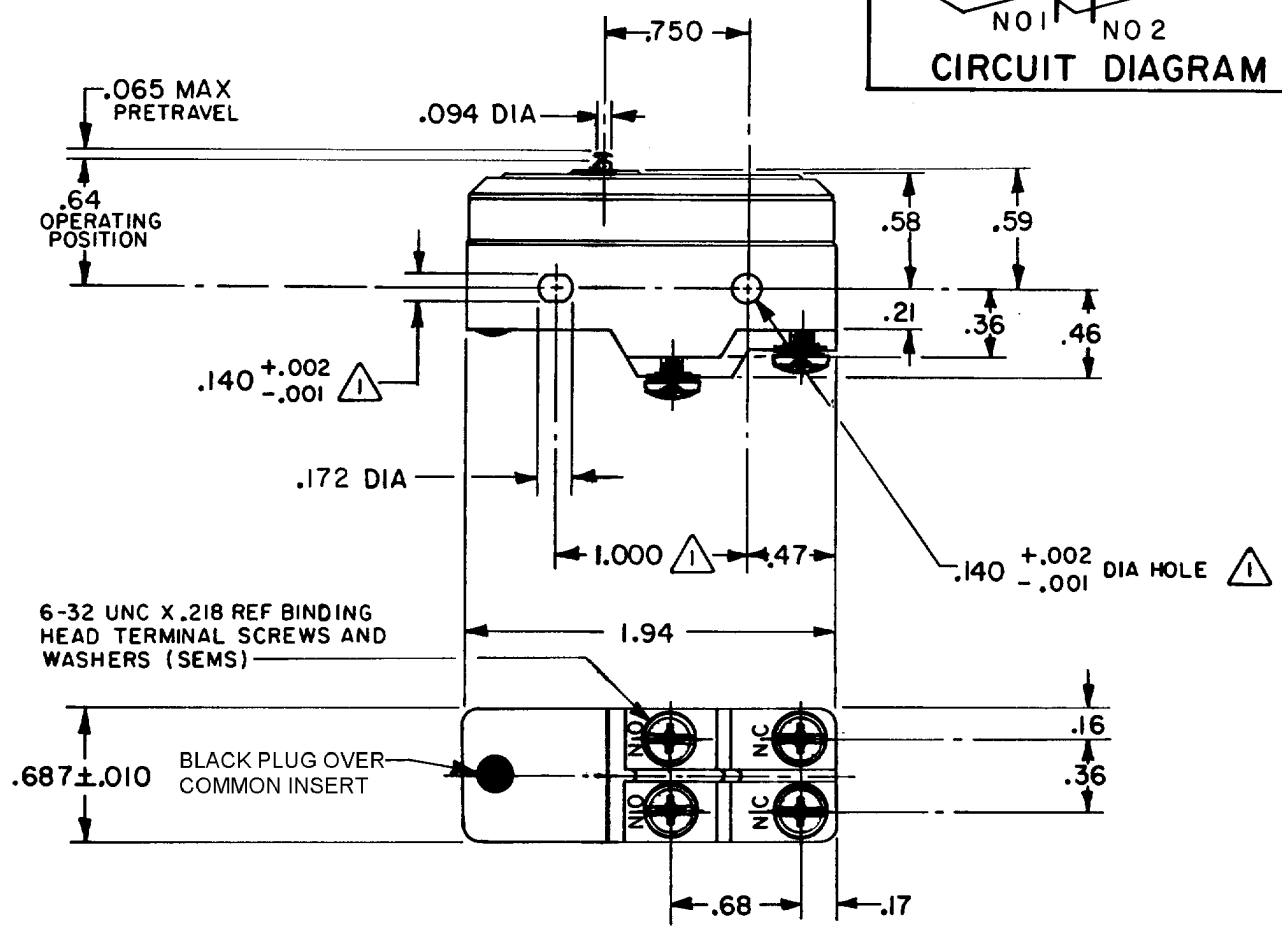 NO1
NO2
CIRCUIT DIAGRAM
.750
.065 MAX
PRETRAVEL
.094 DIA
.64
OPERATING
POSITION
.58
.59
.21
.36
.46
.140 +.002
-.001 1
.172 DIA
1.000 1
.47
.140 +.002
-.001 DIA HOLE 1
6-32 UNC X .218 REF BINDING
HEAD TERMINAL SCREWS AND
WASHERS (SEMS)
1.94
.687±.010
BLACK PLUG OVER
COMMON INSERT
NO
NC
NO
NC
.16
.36
.68
.17